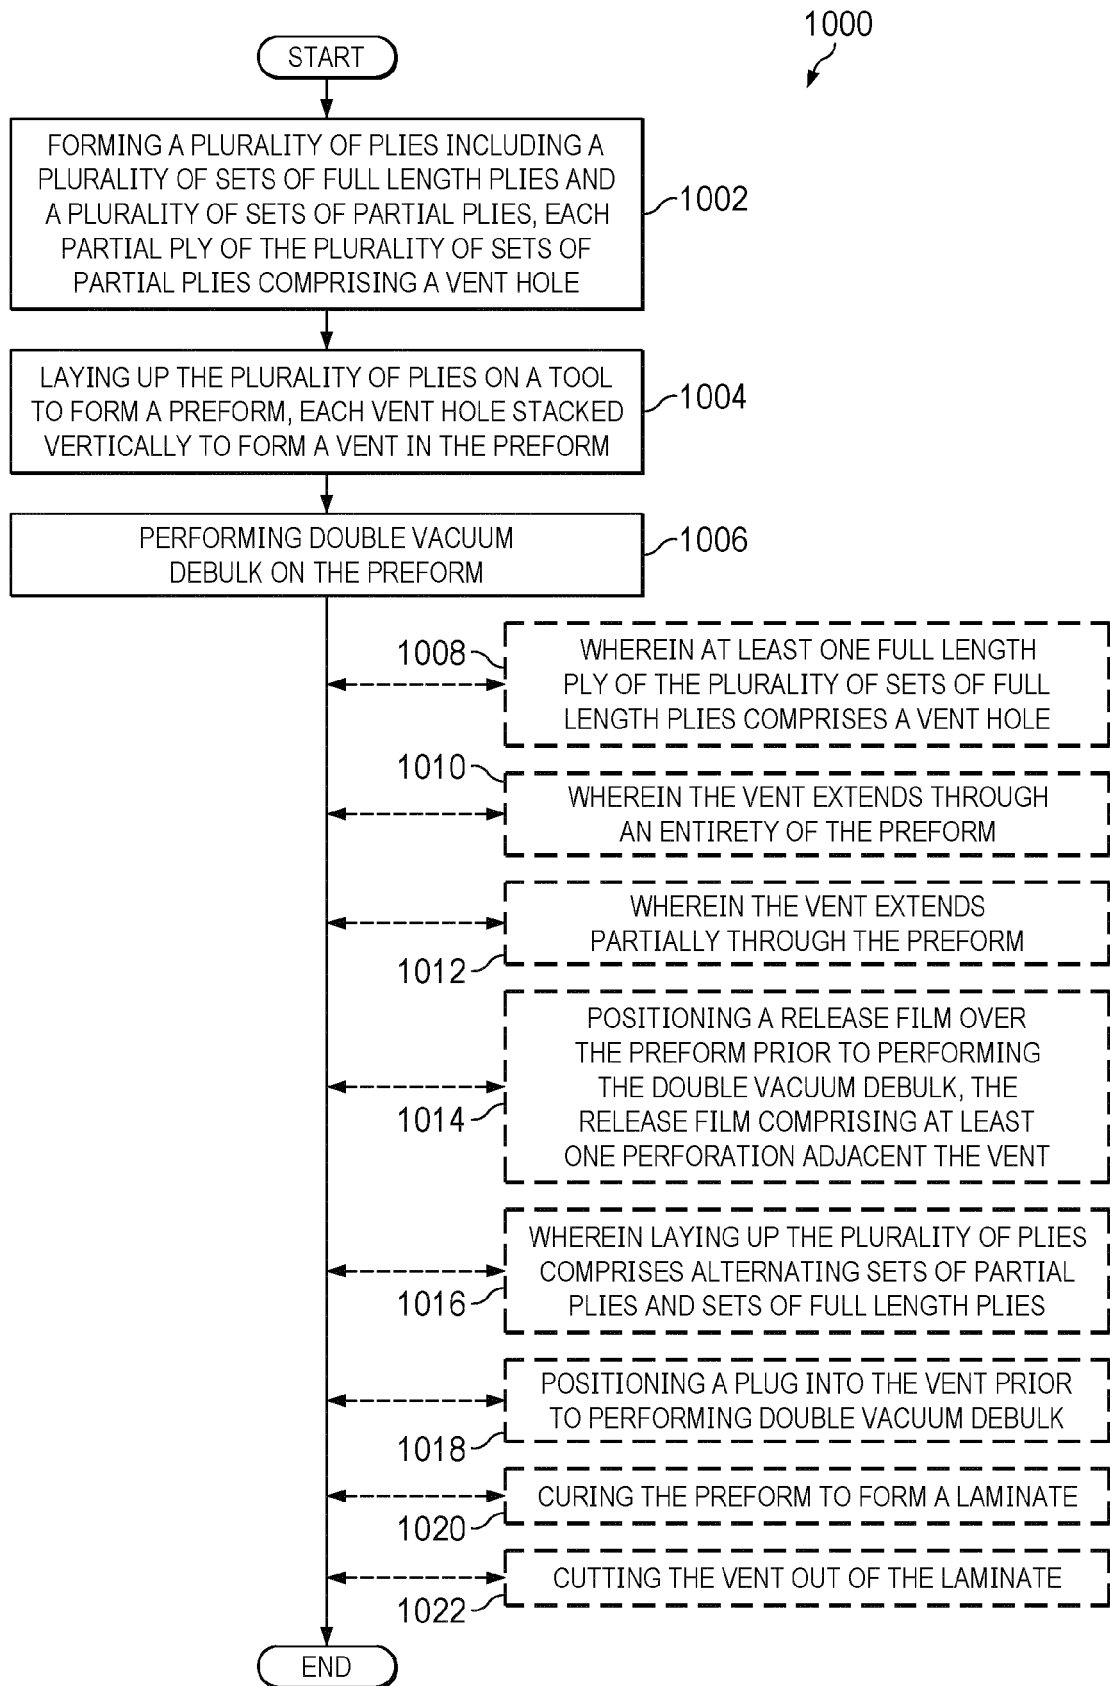 1000
START
FORMING A PLURALITY OF PLIES INCLUDING A
PLURALITY OF SETS OF FULL LENGTH PLIES AND
A PLURALITY OF SETS OF PARTIAL PLIES, EACH
PARTIAL PLY OF THE PLURALITY OF SETS OF
PARTIAL PLIES COMPRISING A VENT HOLE
1002
LAYING UP THE PLURALITY OF PLIES ON A TOOL
TO FORM A PREFORM, EACH VENT HOLE STACKED
VERTICALLY TO FORM A VENT IN THE PREFORM
1004
PERFORMING DOUBLE VACUUM
DEBULK ON THE PREFORM
1006
1008
WHEREIN AT LEAST ONE FULL LENGTH
PLY OF THE PLURALITY OF SETS OF FULL
LENGTH PLIES COMPRISES A VENT HOLE
1010
WHEREIN THE VENT EXTENDS THROUGH
AN ENTIRETY OF THE PREFORM
WHEREIN THE VENT EXTENDS
PARTIALLY THROUGH THE PREFORM
1012
POSITIONING A RELEASE FILM OVER
THE PREFORM PRIOR TO PERFORMING
THE DOUBLE VACUUM DEBULK, THE
RELEASE FILM COMPRISING AT LEAST
ONE PERFORATION ADJACENT THE VENT
1014
WHEREIN LAYING UP THE PLURALITY OF PLIES
COMPRISES ALTERNATING SETS OF PARTIAL
PLIES AND SETS OF FULL LENGTH PLIES
1016
POSITIONING A PLUG INTO THE VENT PRIOR
TO PERFORMING DOUBLE VACUUM DEBULK
1018
CURING THE PREFORM TO FORM A LAMINATE
1020
CUTTING THE VENT OUT OF THE LAMINATE
1022
END